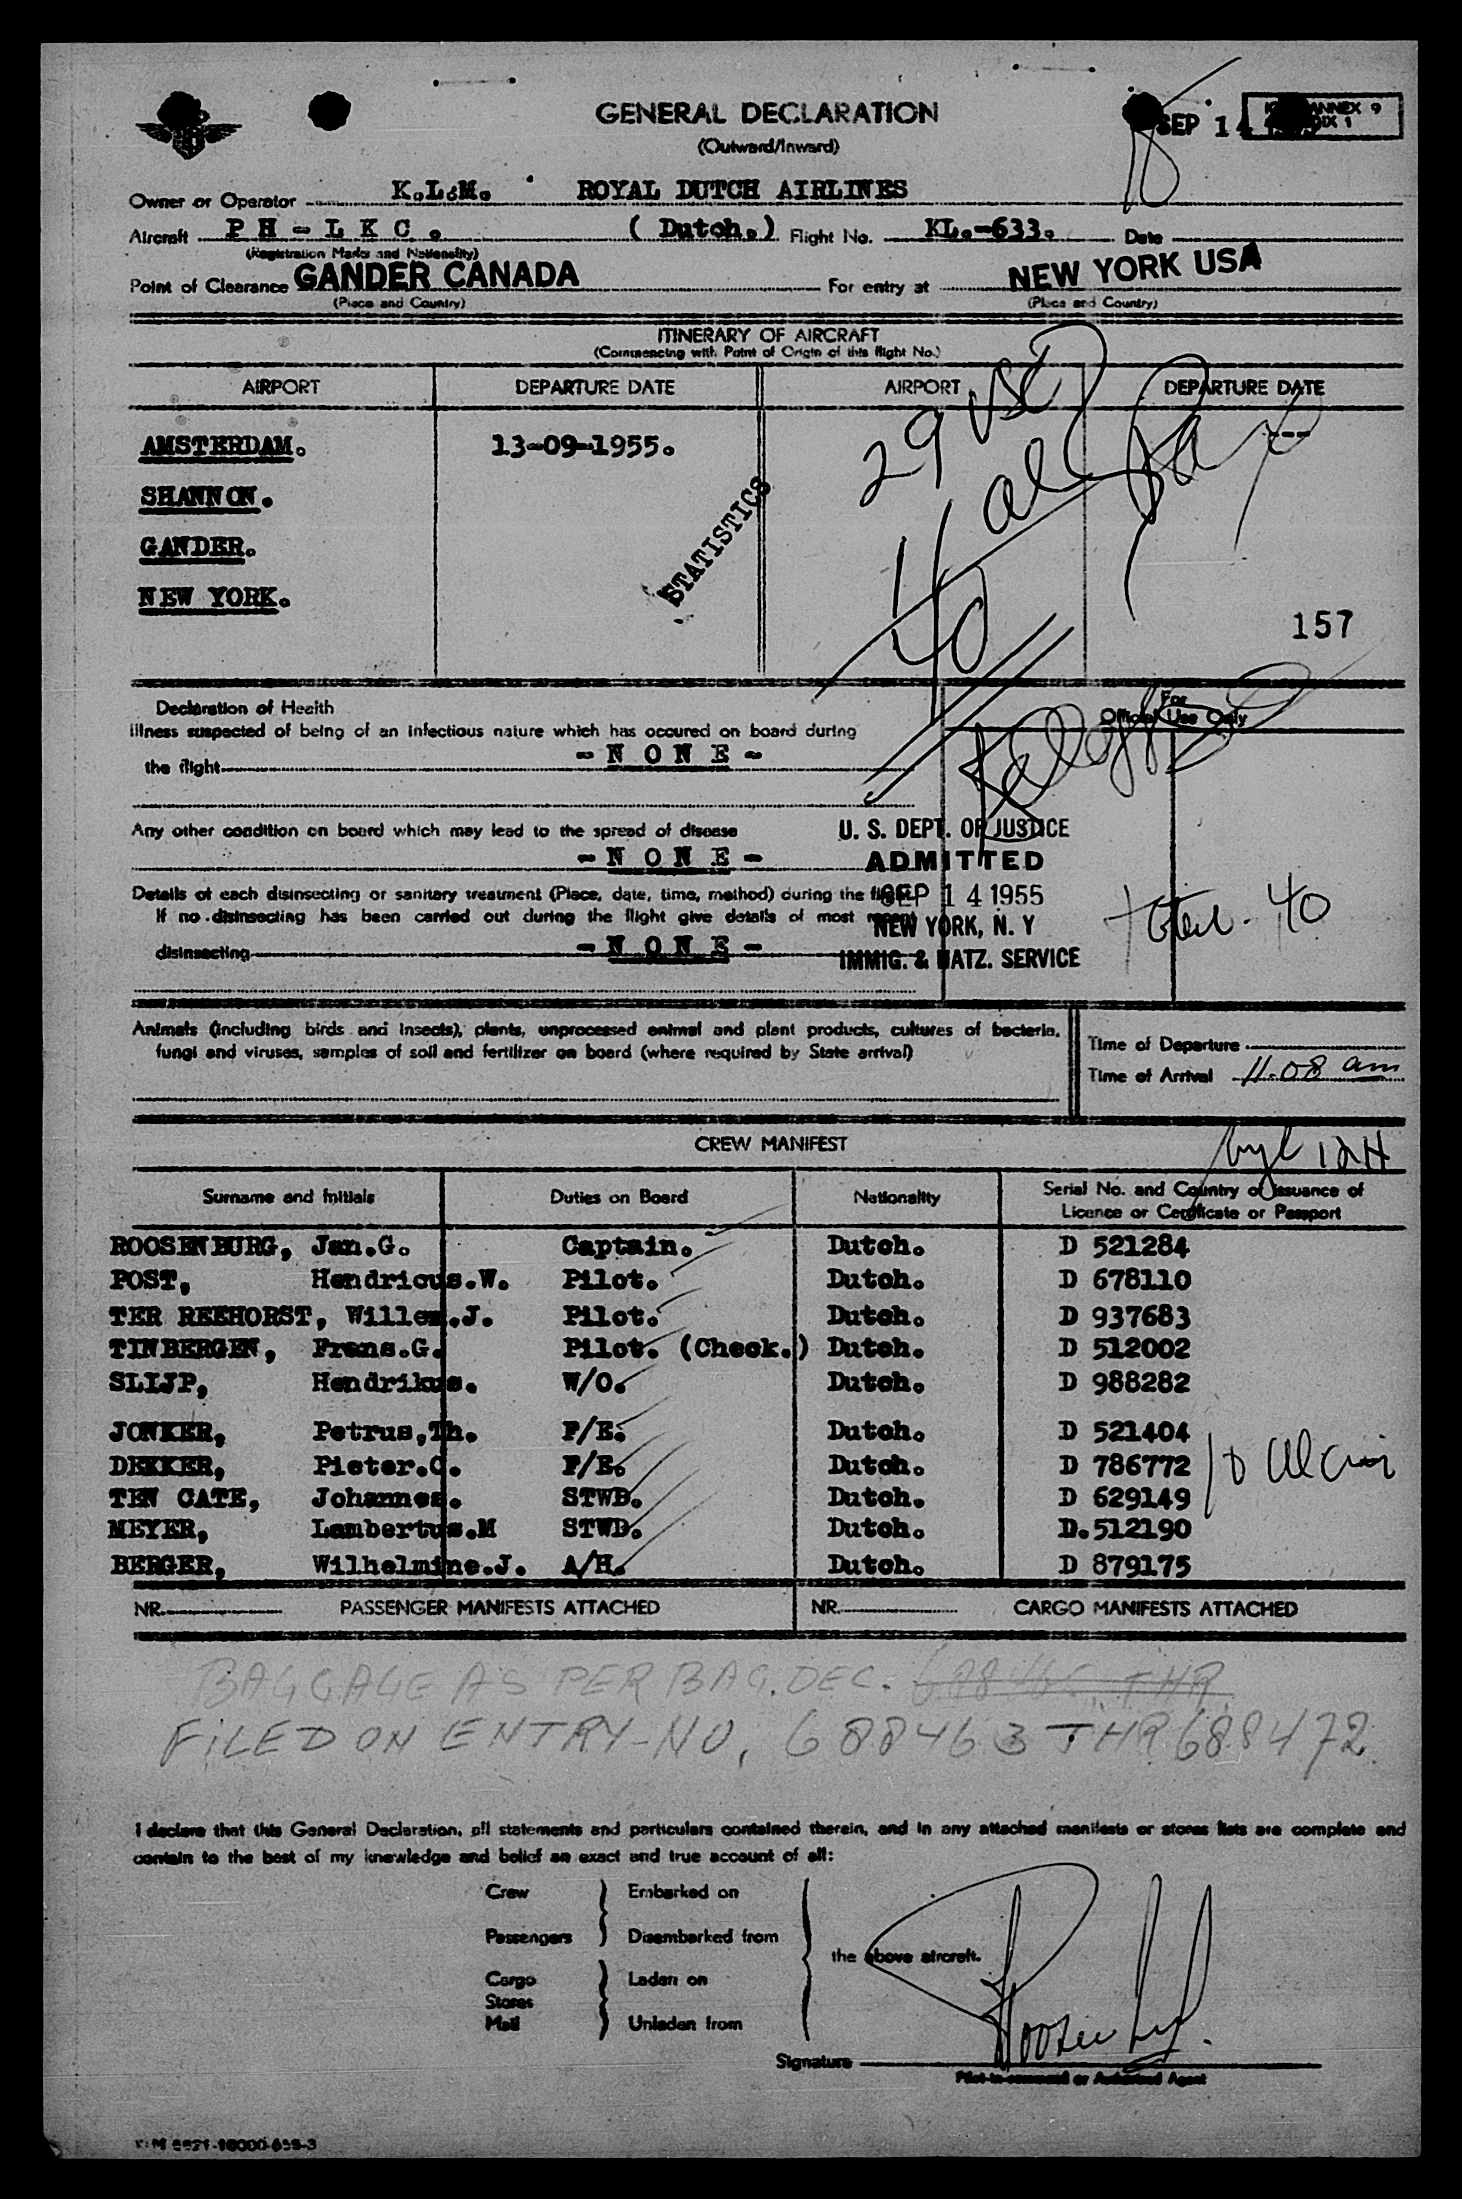 GENERAL DECLARATION
(Outward/Inward)
SEP 14
ANNEX 9
Owner or Operator K.L.M. ROYAL DUTCH AIRLINES
Aircraft PH-LKC. (Dutch.) Flight No. KL.-633. Date
(Registration Marks and Nationality)
Point of Clearance GANDER CANADA For entry at NEW YORK USA
(Place and Country) (Place and Country)
ITINERARY OF AIRCRAFT
(Commencing with Point of Origin of this flight No.)
AIRPORT DEPARTURE DATE AIRPORT DEPARTURE DATE
AMSTERDAM. 13-09-1955. ---
SHANNON.
GANDER.
NEW YORK.
STATISTICS
29 USC
40
157
Declaration of Health
For Official Use Only
Illness suspected of being of an infectious nature which has occured on board during
the flight - N O N E -
Any other condition on board which may lead to the spread of disease
- N O N E -
U. S. DEPT. OF JUSTICE
ADMITTED
SEP 14 1955
NEW YORK, N. Y
IMMIG. & NATZ. SERVICE
total - 40
Details of each disinsecting or sanitary treatment (Place, date, time, method) during the flight.
If no disinsecting has been carried out during the flight give details of most recent
disinsecting - N O N E -
Animals (including birds and insects), plants, unprocessed animal and plant products, cultures of bacteria,
fungi and viruses, samples of soil and fertilizer on board (where required by State arrival)
Time of Departure
Time of Arrival 11-08 am
CREW MANIFEST
Surname and Initials Duties on Board Nationality Serial No. and Country of Issuance of
Licence or Certificate or Passport
ROOSENBURG, Jan.G. Captain. Dutch. D 521284
POST, Hendricus.W. Pilot. Dutch. D 678110
TER REEHORST, Willem.J. Pilot. Dutch. D 937683
TINBERGEN, Frans.G. Pilot. (Check.) Dutch. D 512002
SLIJP, Hendrikus. W/O. Dutch. D 988282
JONKER, Petrus,Th. F/E. Dutch. D 521404
DEKKER, Pieter.C. F/E. Dutch. D 786772
TEN CATE, Johannes. STWD. Dutch. D 629149
MEYER, Lambertus.M STWD. Dutch. D.512190
BERGER, Wilhelmine.J. A/H. Dutch. D 879175
NR. PASSENGER MANIFESTS ATTACHED NR. CARGO MANIFESTS ATTACHED
BAGGAGE AS PER BAG. DEC. THR
FILED ON ENTRY-NO, 688463 THR 688472
I declare that this General Declaration, all statements and particulars contained therein, and in any attached manifests or stores lists are complete and
contain to the best of my knowledge and belief an exact and true account of all:
Crew Embarked on
Passengers Disembarked from
the above aircraft.
Cargo Laden on
Stores
Mail Unladen from
Signature
Pilot-in-command or Authorized Agent